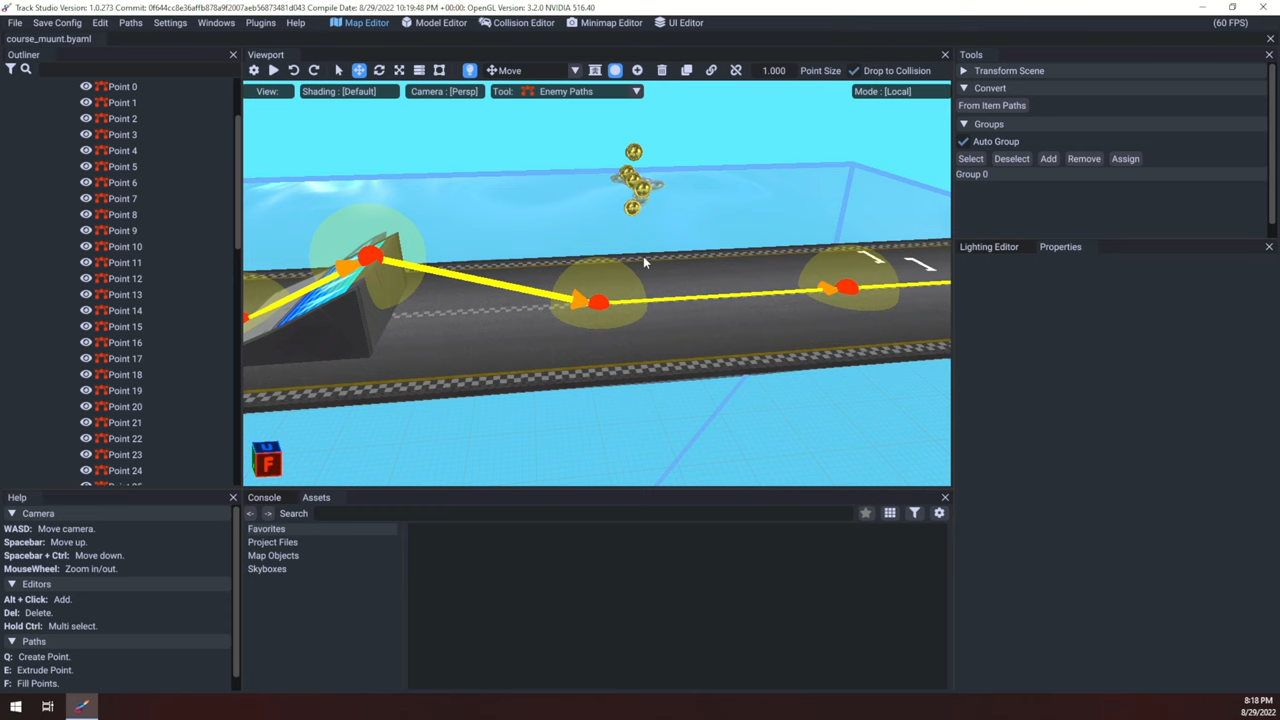 Track Studio Version: 1.0.273 Commit: 0f644cc8e36affb878a9f2007aeb56873481d043 Compile Date: 8/29/2022 10:19:48 PM +00:00: OpenGL Version: 3.2.0 NVIDIA 516.40
File Save Config Edit Paths Settings Windows Plugins Help Map Editor Model Editor Collision Editor Minimap Editor UI Editor (60 FPS)
course_muunt.byaml
Outliner
Point 0
Point 1
Point 2
Point 3
Point 4
Point 5
Point 6
Point 7
Point 8
Point 9
Point 10
Point 11
Point 12
Point 13
Point 14
Point 15
Point 16
Point 17
Point 18
Point 19
Point 20
Point 21
Point 22
Point 23
Point 24
Viewport
Move 1.000 Point Size Drop to Collision
View: Shading : [Default] Camera : [Persp] Tool: Enemy Paths Mode : [Local]
U
F
Tools
Transform Scene
Convert
From Item Paths
Groups
Auto Group
Select Deselect Add Remove Assign
Group 0
Lighting Editor Properties
Help
Camera
WASD: Move camera.
Spacebar: Move up.
Spacebar + Ctrl: Move down.
MouseWheel: Zoom in/out.
Editors
Alt + Click: Add.
Del: Delete.
Hold Ctrl: Multi select.
Paths
Q: Create Point.
E: Extrude Point.
F: Fill Points.
Console Assets
<- -> Search
Favorites
Project Files
Map Objects
Skyboxes
8:18 PM
8/29/2022